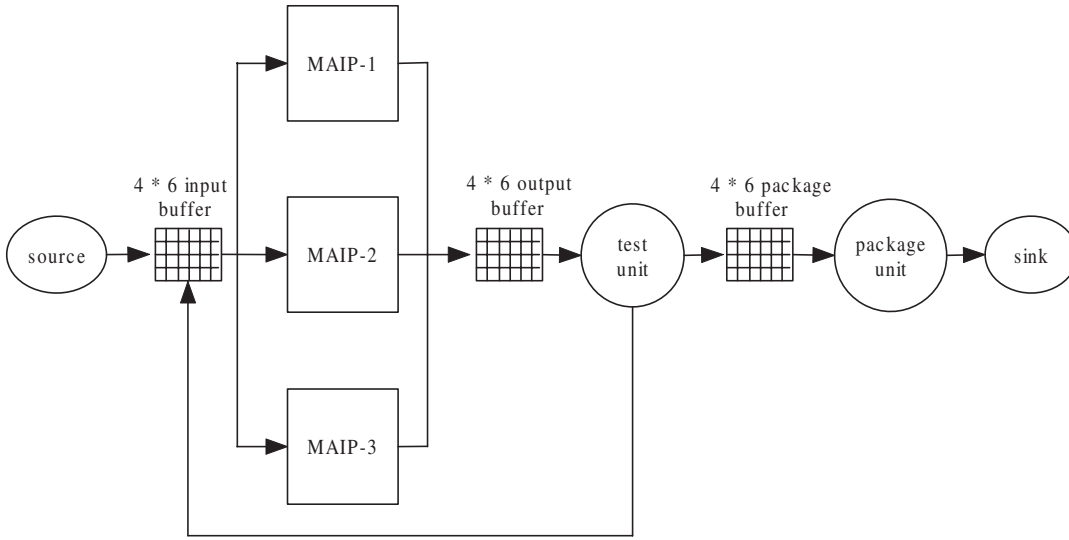 MAIP-1
4 * 6 input
buffer
4 * 6 output
buffer
4 * 6 package
buffer
source
MAIP-2
test
unit
package
unit
sink
MAIP-3